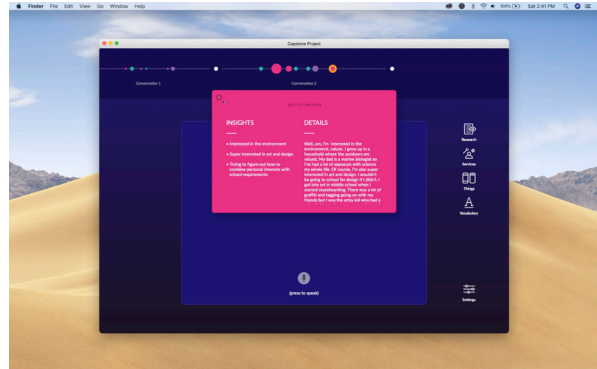 Finder File Edit View Go Window Help
100% Sat 2:41 PM
Capstone Project
Conversation 1
Conversation 2
INSIGHTS
• Interested in the environment
• Super interested in art and design
• Trying to figure out how to
combine personal interests with
school requirements
DETAILS
Well, um, I'm interested in the
environment, nature. I grew up in a
household where the outdoors are
valued. My dad is a marine biologist so
I've had a lot of exposure with science
my whole life. Of course, I'm also super
interested in art and design. I wouldn't
be going to school for design if I didn't. I
got into art in middle school when I
started skateboarding. There was a lot of
graffiti and tagging going on with my
friends but I was the artsy kid who had a
Research
Services
Things
A
Vocabulary
Settings
(press to speak)